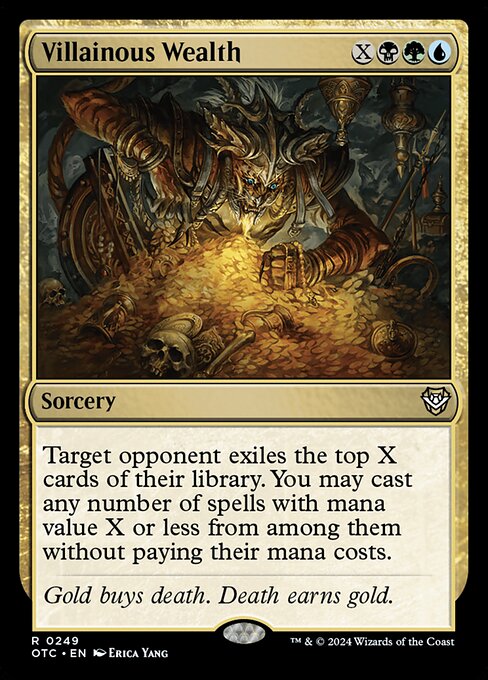 Villainous Wealth X
Sorcery
Target opponent exiles the top X
cards of their library. You may cast
any number of spells with mana
value X or less from among them
without paying their mana costs.
Gold buys death. Death earns gold.
R 0249 ™ & © 2024 Wizards of the Coast
OTC • EN Erica Yang